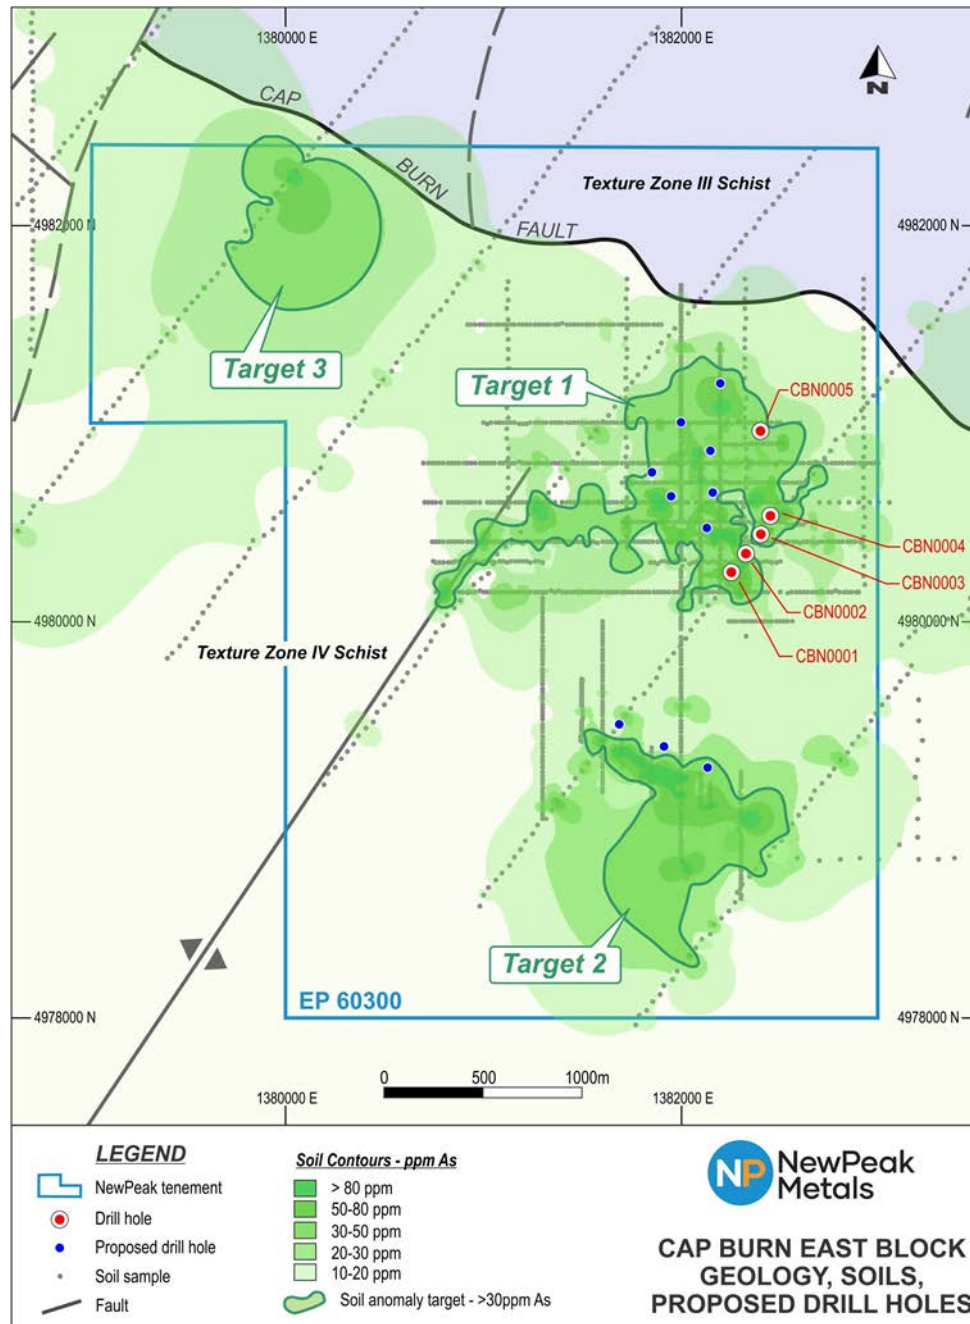 1380000 E
1382000 E
N
CAP
BURN
FAULT
Texture Zone III Schist
4982000 N
4982000 N
Target 3
Target 1
CBN0005
CBN0004
CBN0003
CBN0002
4980000 N
4980000 N
CBN0001
Texture Zone IV Schist
Target 2
EP 60300
4978000 N
4978000 N
0 500 1000m
1380000 E
1382000 E
LEGEND
NewPeak tenement
Drill hole
Proposed drill hole
Soil sample
Fault
Soil Contours - ppm As
> 80 ppm
50-80 ppm
30-50 ppm
20-30 ppm
10-20 ppm
Soil anomaly target - >30ppm As
NP NewPeak
Metals
CAP BURN EAST BLOCK
GEOLOGY, SOILS,
PROPOSED DRILL HOLES